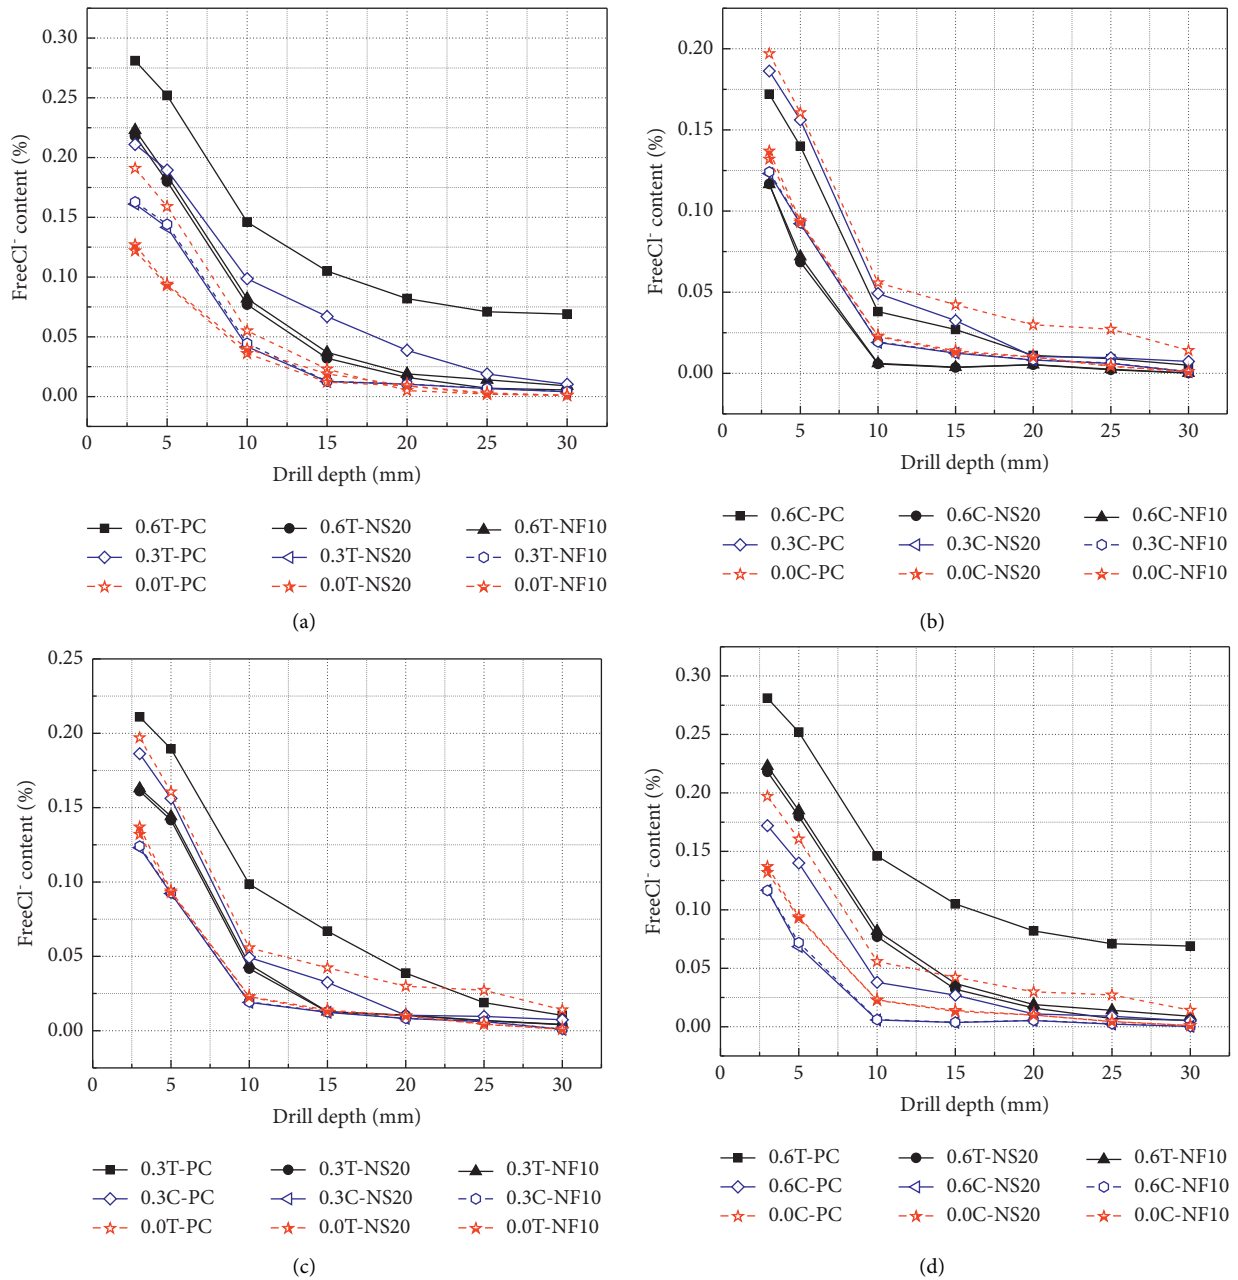 0.30
0.25
0.20
0.15
0.10
0.05
0.00
FreeCl⁻ content (%)
0 5 10 15 20 25 30
Drill depth (mm)
0.6T-PC 0.6T-NS20 0.6T-NF10
0.3T-PC 0.3T-NS20 0.3T-NF10
0.0T-PC 0.0T-NS20 0.0T-NF10
(a)
0.20
0.15
0.10
0.05
0.00
FreeCl⁻ content (%)
0 5 10 15 20 25 30
Drill depth (mm)
0.6C-PC 0.6C-NS20 0.6C-NF10
0.3C-PC 0.3C-NS20 0.3C-NF10
0.0C-PC 0.0C-NS20 0.0C-NF10
(b)
0.25
0.20
0.15
0.10
0.05
0.00
FreeCl⁻ content (%)
0 5 10 15 20 25 30
Drill depth (mm)
0.3T-PC 0.3T-NS20 0.3T-NF10
0.3C-PC 0.3C-NS20 0.3C-NF10
0.0T-PC 0.0T-NS20 0.0T-NF10
(c)
0.30
0.20
0.15
0.10
0.05
0.00
FreeCl⁻ content (%)
0 5 10 15 20 25 30
Drill depth (mm)
0.6T-PC 0.6T-NS20 0.6T-NF10
0.6C-PC 0.6C-NS20 0.6C-NF10
0.0C-PC 0.0C-NS20 0.0C-NF10
(d)